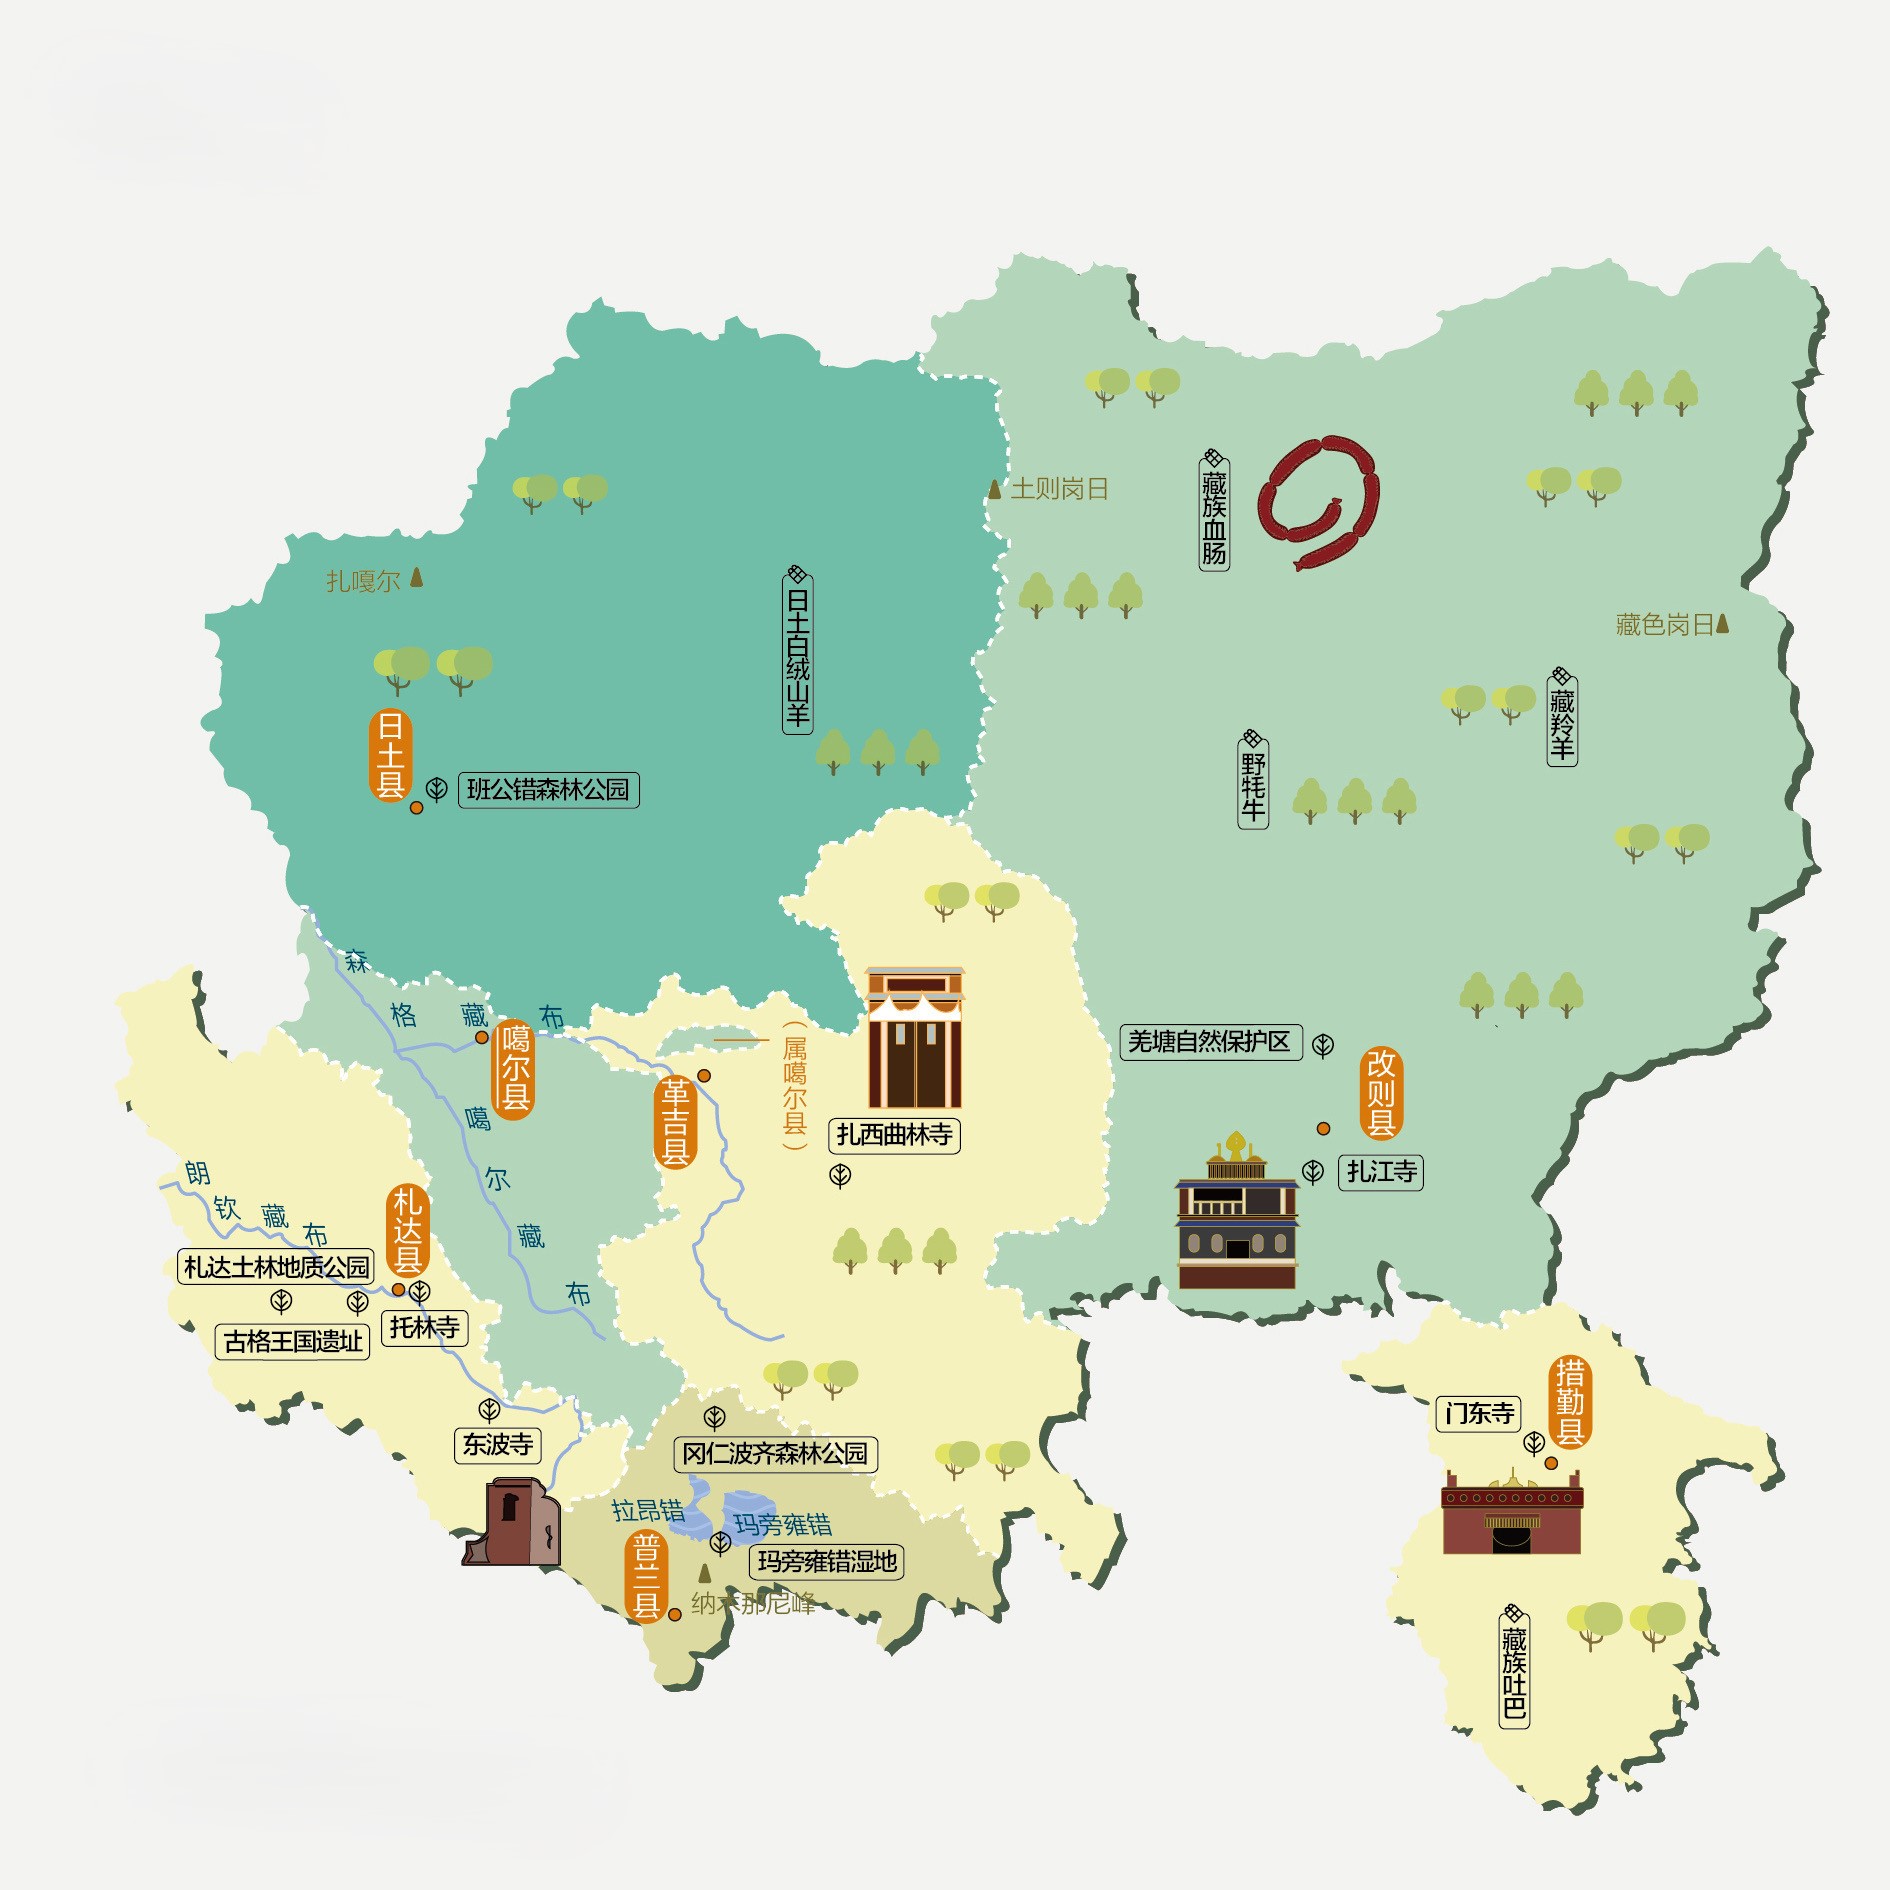 土则岗日
藏族血肠
扎嘎尔
日土白绒山羊
藏色岗日
藏羚羊
日土县
班公错森林公园
野牦牛
森格藏布
噶尔县
革吉县
（属噶尔县）
扎西曲林寺
羌塘自然保护区
改则县
扎江寺
噶尔藏布
朗钦藏布
札达县
札达土林地质公园
古格王国遗址
托林寺
东波寺
冈仁波齐森林公园
拉昂错
玛旁雍错
玛旁雍错湿地
普兰县
纳木那尼峰
门东寺
措勤县
藏族吐巴